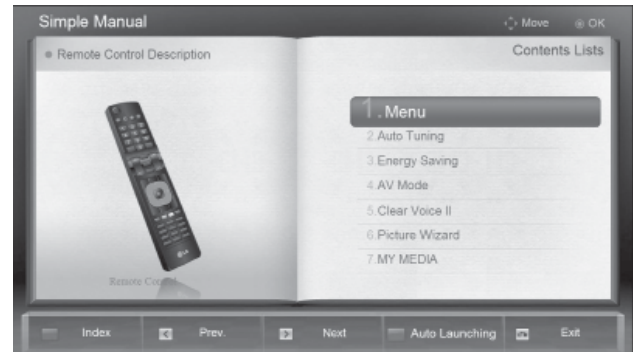 Simple Manual
Move
OK
Remote Control Description
Contents Lists
1. Menu
2. Auto Tuning
3. Energy Saving
4. AV Mode
5. Clear Voice II
6. Picture Wizard
7. MY MEDIA
LG
Remote Control
Index
Prev.
Next
Auto Launching
Exit